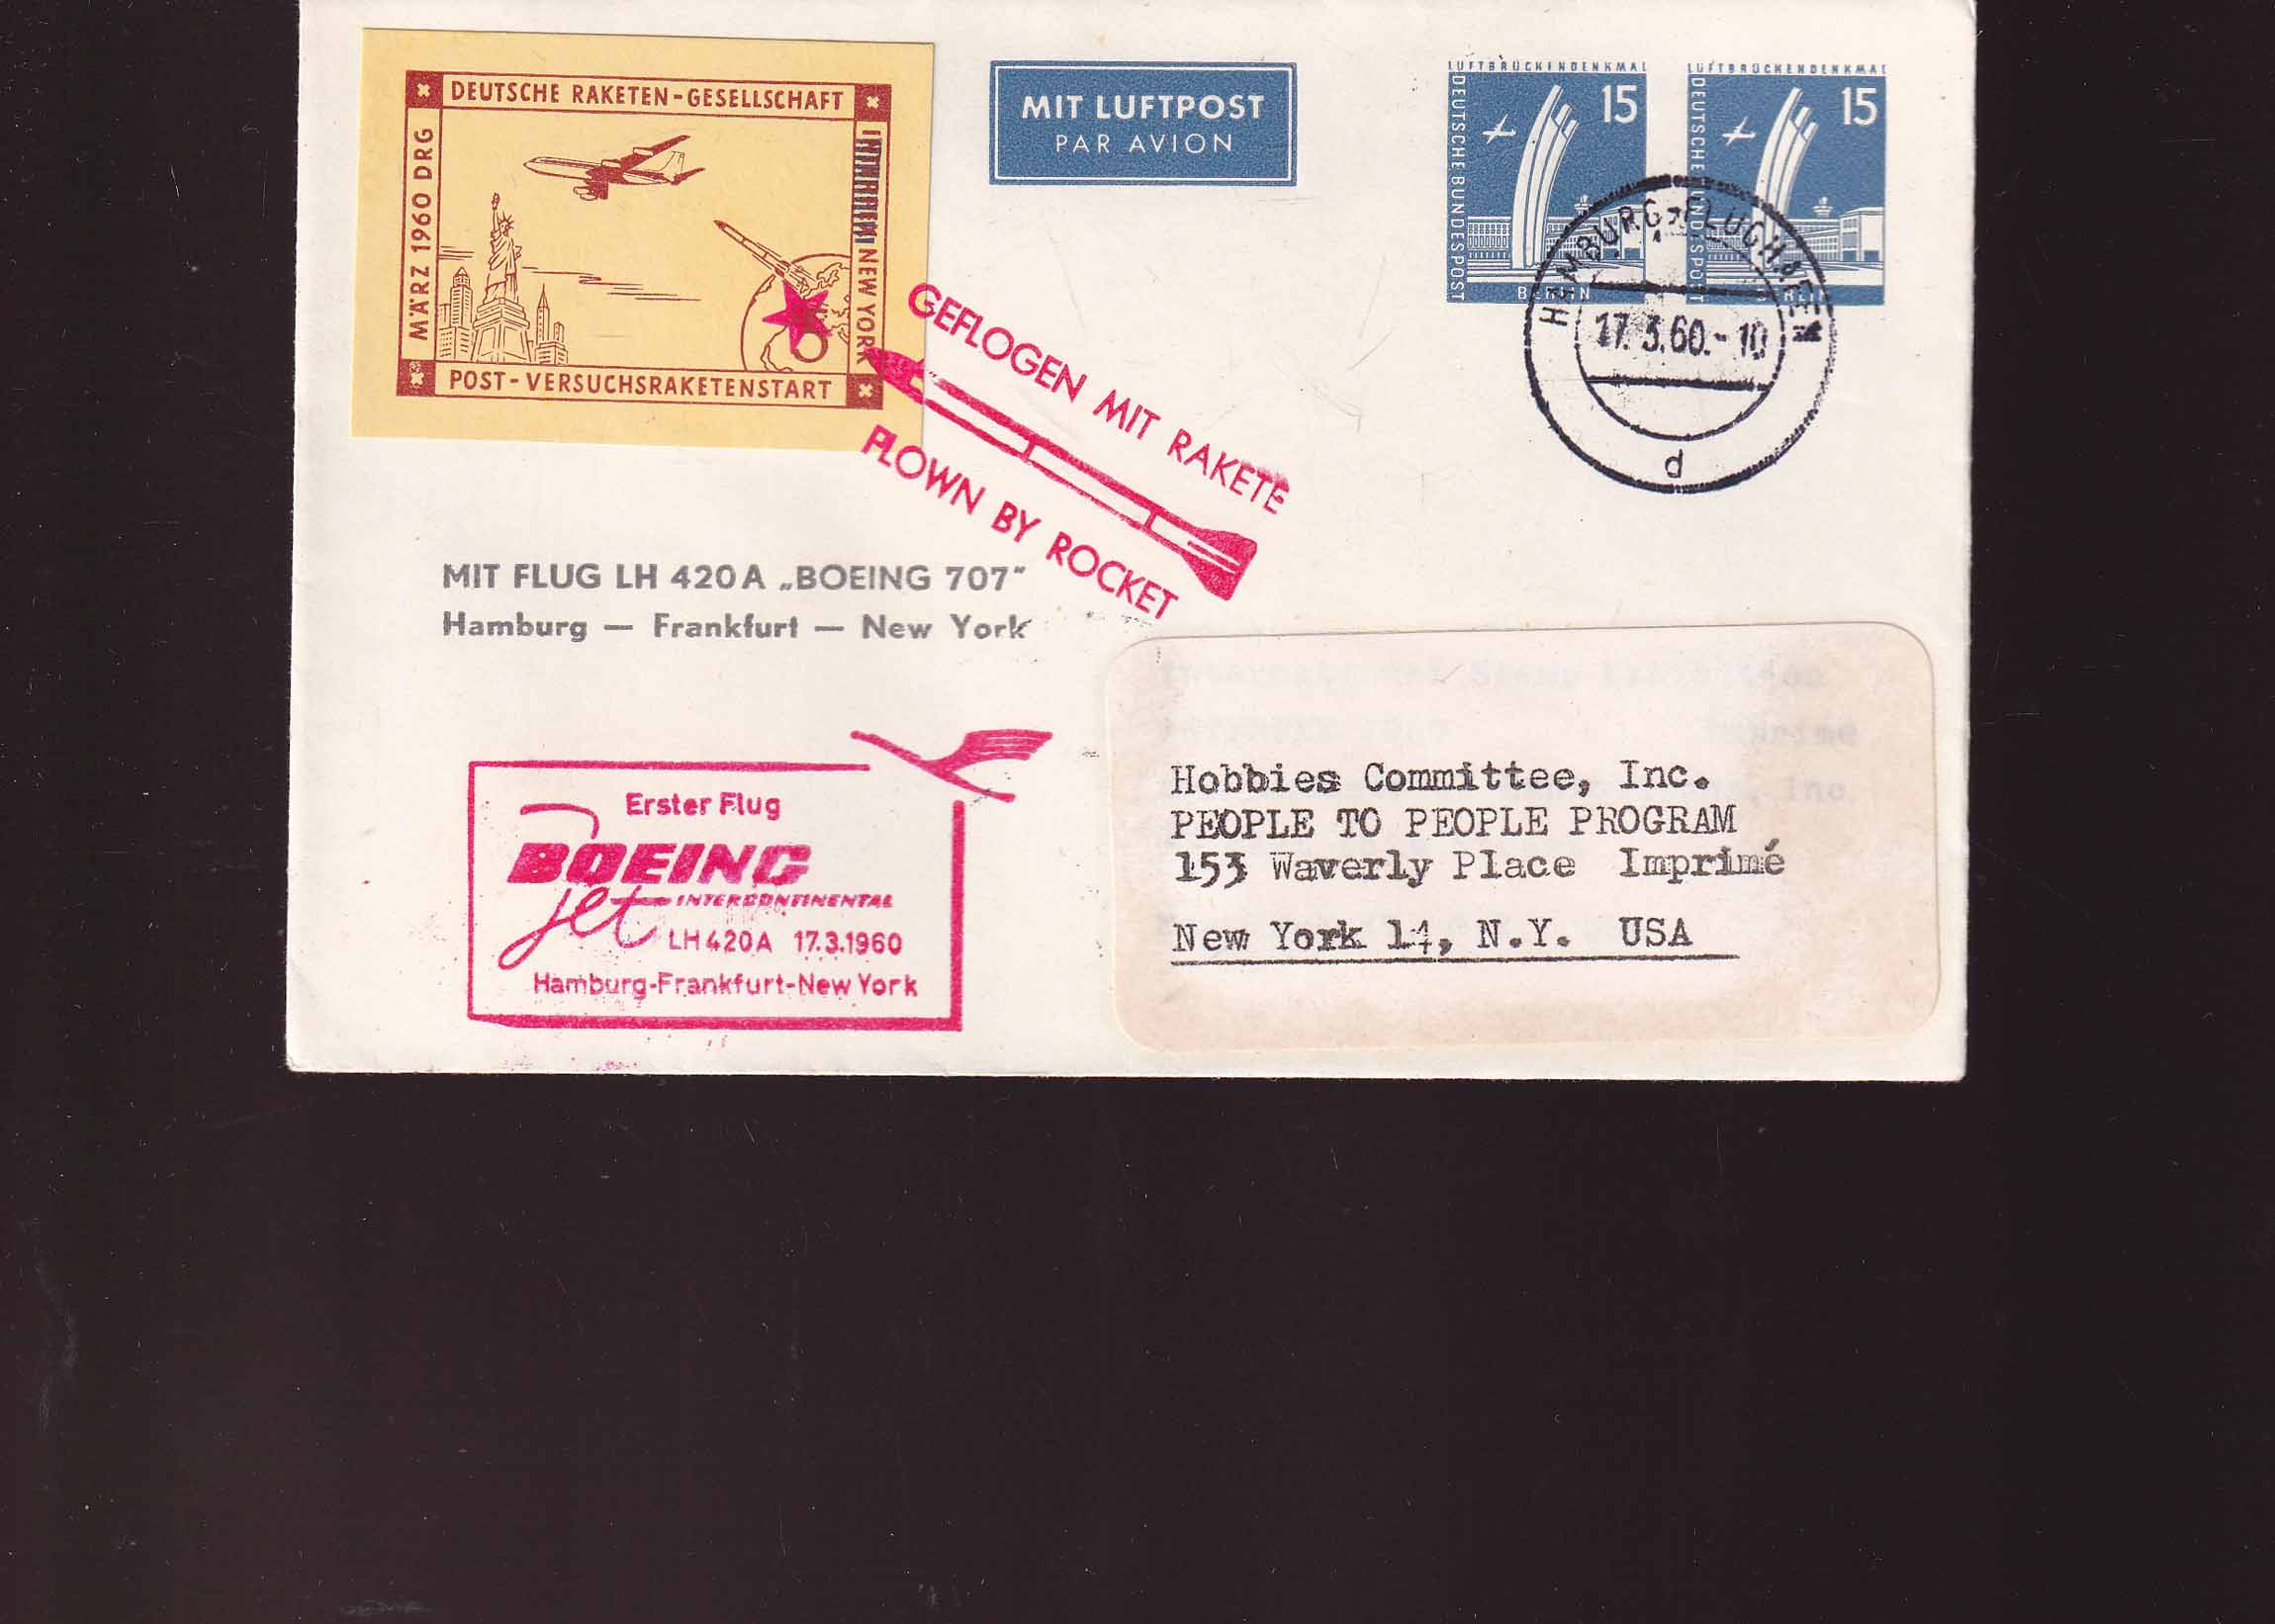 DEUTSCHE RAKETEN-GESELLSCHAFT
MÄRZ 1960 DRG
NEW YORK
POST-VERSUCHSRAKETENSTART
MIT LUFTPOST
PAR AVION
LUFTBRÜCKENDENKMAL
DEUTSCHE BUNDESPOST
15
BERLIN
LUFTBRÜCKENDENKMAL
DEUTSCHE BUNDESPOST
15
BERLIN
HAMBURG-FLUGHAFEN
17.3.60.-10
d
GEFLOGEN MIT RAKETE
FLOWN BY ROCKET
MIT FLUG LH 420A „BOEING 707"
Hamburg — Frankfurt — New York
Erster Flug
BOEING
jet INTERCONTINENTAL
LH 420A 17.3.1960
Hamburg-Frankfurt-New York
Hobbies Committee, Inc.
PEOPLE TO PEOPLE PROGRAM
153 Waverly Place Imprimé
New York 14, N.Y. USA